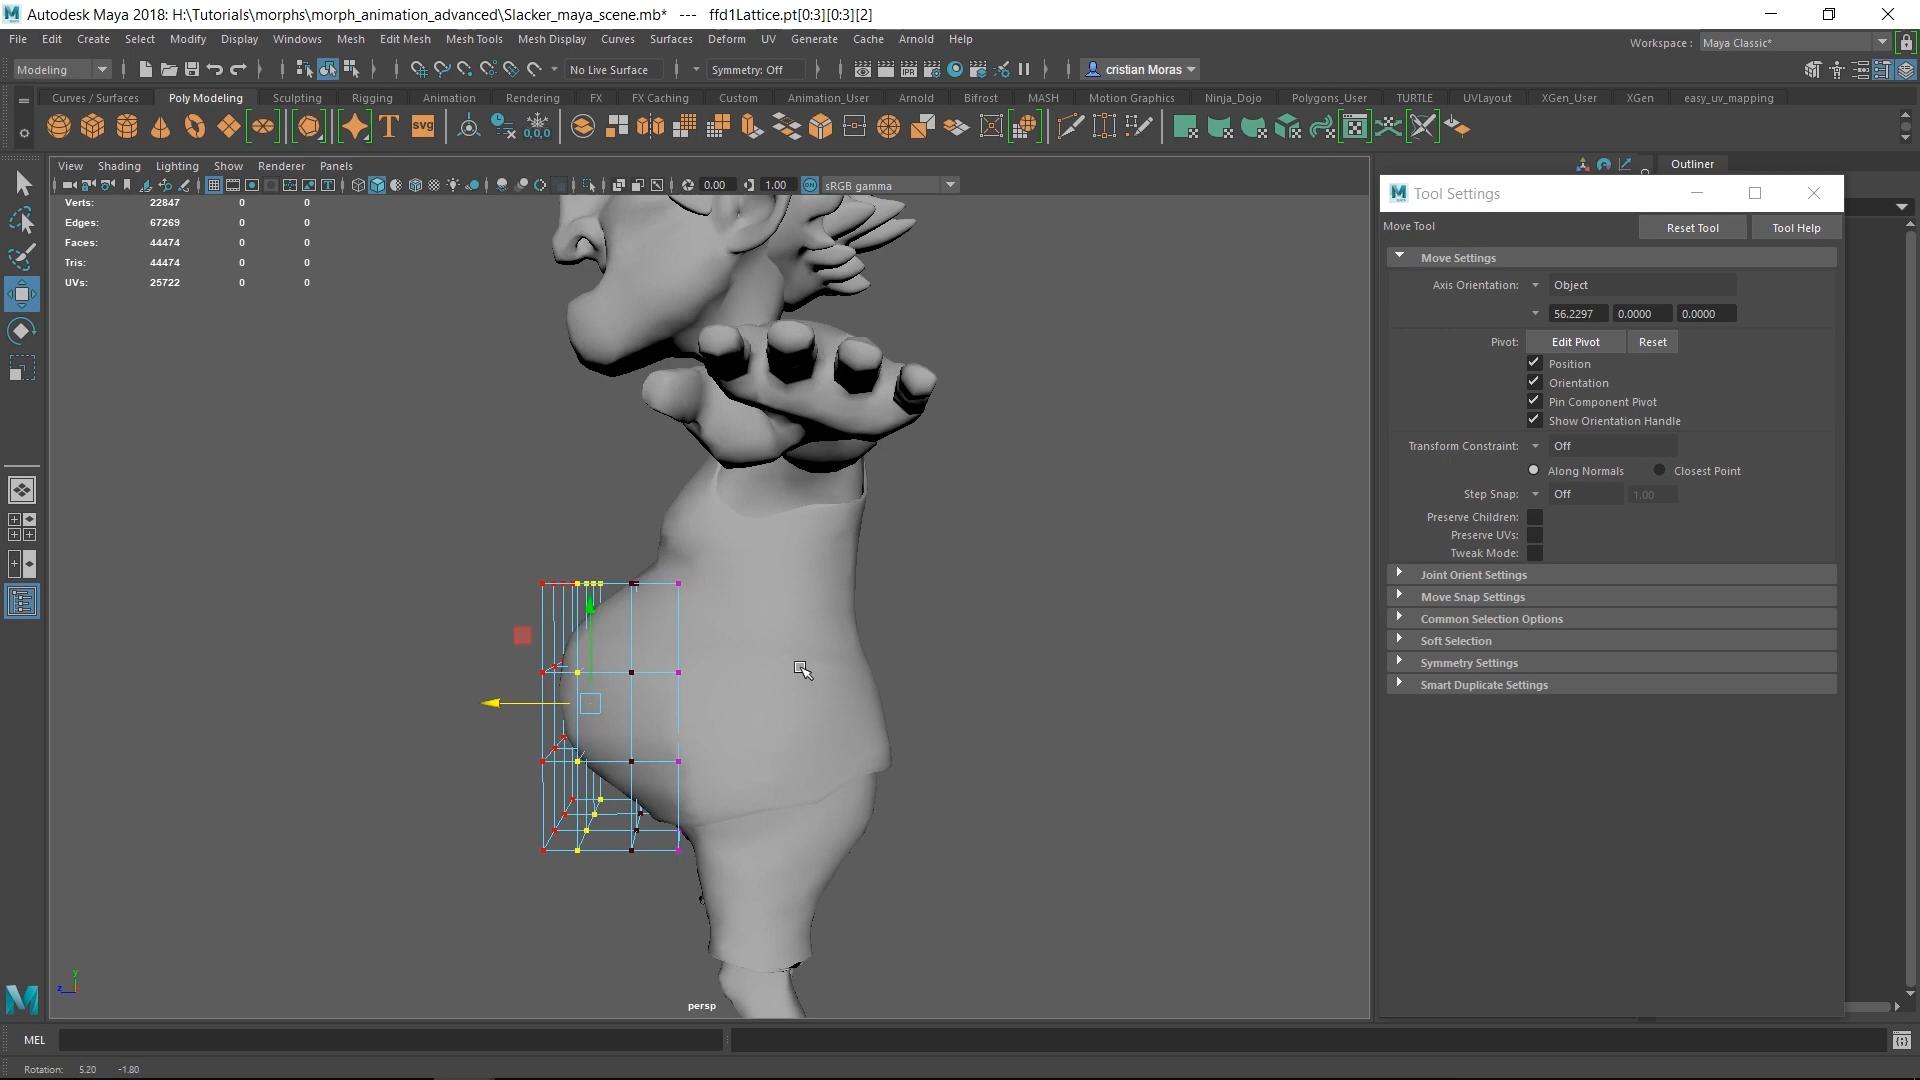 Autodesk Maya 2018: H:\Tutorials\morphs\morph_animation_advanced\Slacker_maya_scene.mb* --- ffd1Lattice.pt[0:3][0:3][2]
File Edit Create Select Modify Display Windows Mesh Edit Mesh Mesh Tools Mesh Display Curves Surfaces Deform UV Generate Cache Arnold Help
Workspace : Maya Classic*
Modeling No Live Surface Symmetry: Off IPR cristian Moras
Curves / Surfaces Poly Modeling Sculpting Rigging Animation Rendering FX FX Caching Custom Animation_User Arnold Bifrost MASH Motion Graphics Ninja_Dojo Polygons_User TURTLE UVLayout XGen_User XGen easy_uv_mapping
T SVG 0,0,0
View Shading Lighting Show Renderer Panels
0.00 1.00 sRGB gamma
Outliner
Verts: 22847 0 0
Edges: 67269 0 0
Faces: 44474 0 0
Tris: 44474 0 0
UVs: 25722 0 0
Tool Settings
Move Tool Reset Tool Tool Help
Move Settings
Axis Orientation: Object
56.2297 0.0000 0.0000
Pivot: Edit Pivot Reset
Position
Orientation
Pin Component Pivot
Show Orientation Handle
Transform Constraint: Off
Along Normals Closest Point
Step Snap: Off 1.00
Preserve Children:
Preserve UVs:
Tweak Mode:
Joint Orient Settings
Move Snap Settings
Common Selection Options
Soft Selection
Symmetry Settings
Smart Duplicate Settings
y
z
persp
MEL
Rotation: 5.20 -1.80